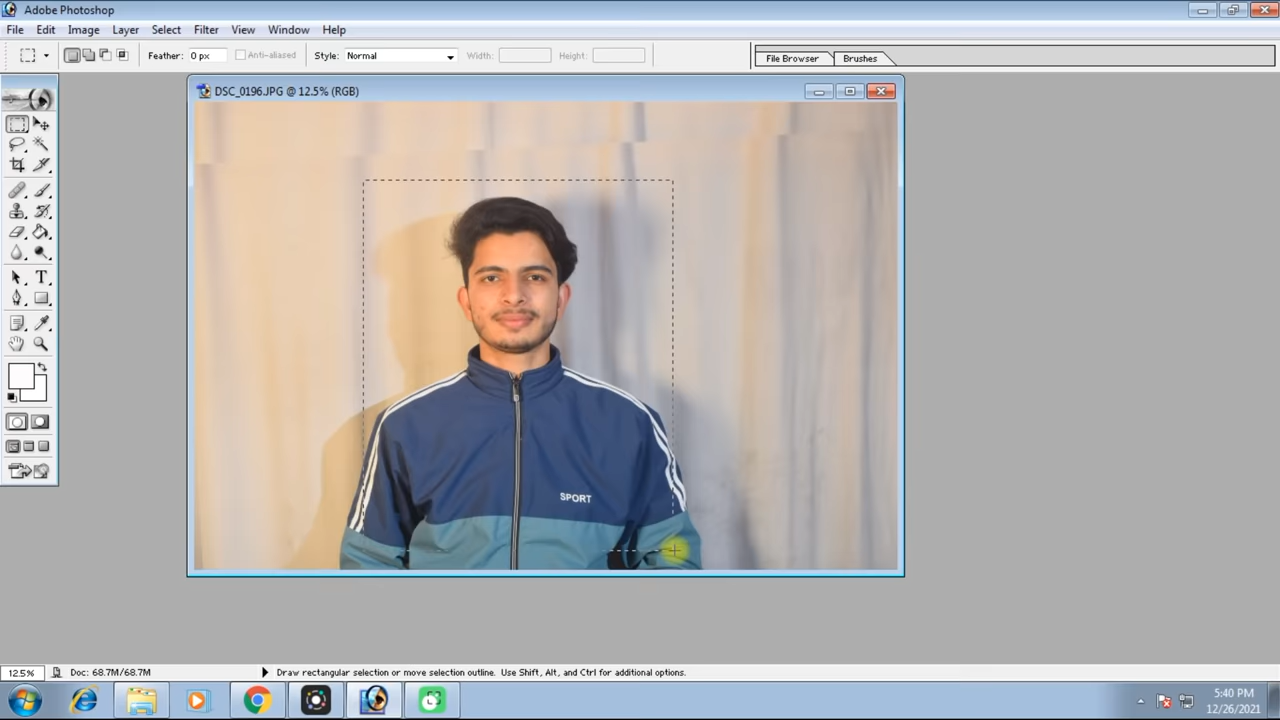 Adobe Photoshop
File Edit Image Layer Select Filter View Window Help
Feather: 0 px Anti-aliased Style: Normal Width: Height: File Browser Brushes
DSC_0196.JPG @ 12.5% (RGB)
SPORT
12.5% Doc: 68.7M/68.7M Draw rectangular selection or move selection outline. Use Shift, Alt, and Ctrl for additional options.
5:40 PM
12/26/2021